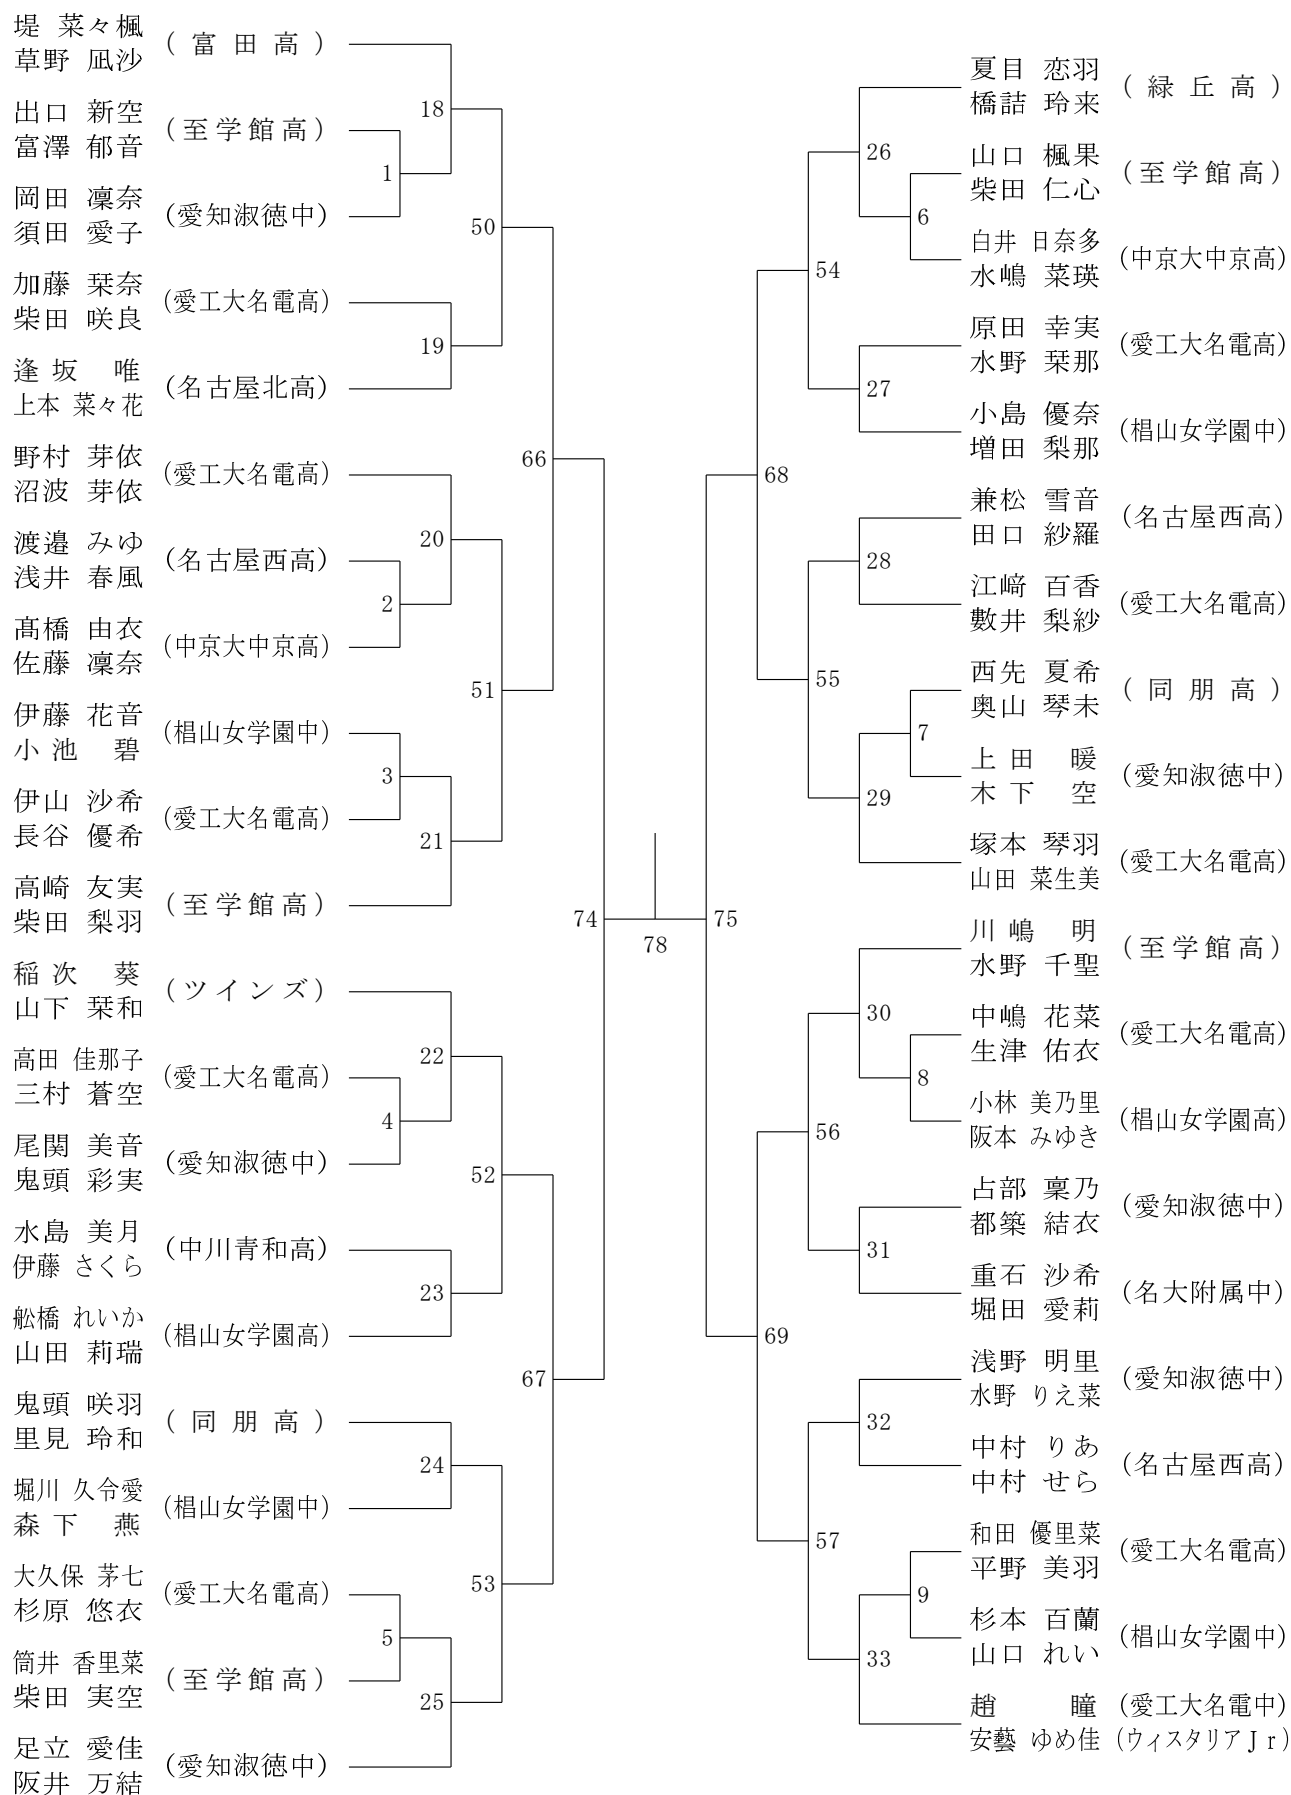 堤 菜々楓
草野 凪沙
(富田高)
出口 新空
富澤 郁音
(至学館高)
岡田 凜奈
須田 愛子
(愛知淑徳中)
加藤 栞奈
柴田 咲良
(愛工大名電高)
逢坂 唯
上本 菜々花
(名古屋北高)
野村 芽依
沼波 芽依
(愛工大名電高)
渡邉 みゆ
浅井 春風
(名古屋西高)
髙橋 由衣
佐藤 凜奈
(中京大中京高)
伊藤 花音
小池 碧
(椙山女学園中)
伊山 沙希
長谷 優希
(愛工大名電高)
高崎 友実
柴田 梨羽
(至学館高)
稲次 葵
山下 栞和
(ツインズ)
高田 佳那子
三村 蒼空
(愛工大名電高)
尾関 美音
鬼頭 彩実
(愛知淑徳中)
水島 美月
伊藤 さくら
(中川青和高)
舩橋 れいか
山田 莉瑞
(椙山女学園高)
鬼頭 咲羽
里見 玲和
(同朋高)
堀川 久令愛
森下 燕
(椙山女学園中)
大久保 茅七
杉原 悠衣
(愛工大名電高)
筒井 香里菜
柴田 実空
(至学館高)
足立 愛佳
阪井 万結
(愛知淑徳中)
1
2
3
4
5
18
19
20
21
22
23
24
25
50
51
52
53
66
67
74
78
75
68
69
54
55
56
57
26
27
28
29
30
31
32
33
6
7
8
9
夏目 恋羽
橋詰 玲来
(緑丘高)
山口 楓果
柴田 仁心
(至学館高)
白井 日奈多
水嶋 菜瑛
(中京大中京高)
原田 幸実
水野 栞那
(愛工大名電高)
小島 優奈
増田 梨那
(椙山女学園中)
兼松 雪音
田口 紗羅
(名古屋西高)
江﨑 百香
數井 梨紗
(愛工大名電高)
西先 夏希
奥山 琴未
(同朋高)
上田 暖
木下 空
(愛知淑徳中)
塚本 琴羽
山田 菜生美
(愛工大名電高)
川嶋 明
水野 千聖
(至学館高)
中嶋 花菜
生津 佑衣
(愛工大名電高)
小林 美乃里
阪本 みゆき
(椙山女学園高)
占部 稟乃
都築 結衣
(愛知淑徳中)
重石 沙希
堀田 愛莉
(名大附属中)
浅野 明里
水野 りえ菜
(愛知淑徳中)
中村 りあ
中村 せら
(名古屋西高)
和田 優里菜
平野 美羽
(愛工大名電高)
杉本 百蘭
山口 れい
(椙山女学園中)
趙 瞳
(愛工大名電中)
安藝 ゆめ佳
(ウィスタリアJr)